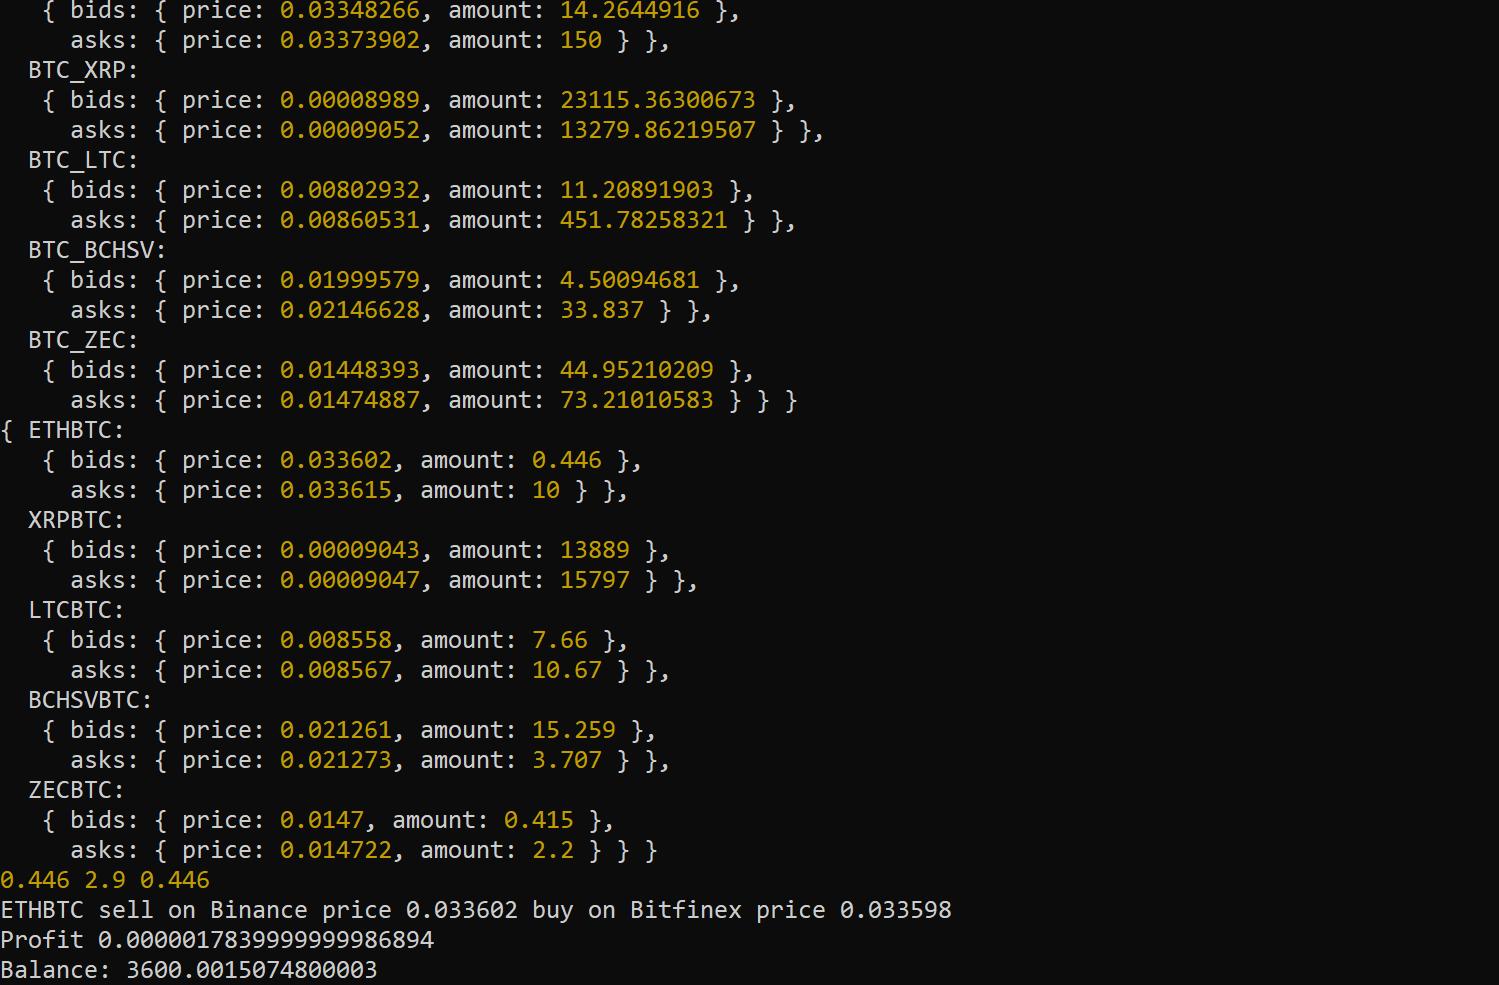 { bids: { price: 0.03348266, amount: 14.2644916 },
asks: { price: 0.03373902, amount: 150 } },
BTC_XRP:
{ bids: { price: 0.00008989, amount: 23115.36300673 },
asks: { price: 0.00009052, amount: 13279.86219507 } },
BTC_LTC:
{ bids: { price: 0.00802932, amount: 11.20891903 },
asks: { price: 0.00860531, amount: 451.78258321 } },
BTC_BCHSV:
{ bids: { price: 0.01999579, amount: 4.50094681 },
asks: { price: 0.02146628, amount: 33.837 } },
BTC_ZEC:
{ bids: { price: 0.01448393, amount: 44.95210209 },
asks: { price: 0.01474887, amount: 73.21010583 } } }
{ ETHBTC:
{ bids: { price: 0.033602, amount: 0.446 },
asks: { price: 0.033615, amount: 10 } },
XRPBTC:
{ bids: { price: 0.00009043, amount: 13889 },
asks: { price: 0.00009047, amount: 15797 } },
LTCBTC:
{ bids: { price: 0.008558, amount: 7.66 },
asks: { price: 0.008567, amount: 10.67 } },
BCHSVBTC:
{ bids: { price: 0.021261, amount: 15.259 },
asks: { price: 0.021273, amount: 3.707 } },
ZECBTC:
{ bids: { price: 0.0147, amount: 0.415 },
asks: { price: 0.014722, amount: 2.2 } } }
0.446 2.9 0.446
ETHBTC sell on Binance price 0.033602 buy on Bitfinex price 0.033598
Profit 0.0000017839999999986894
Balance: 3600.0015074800003